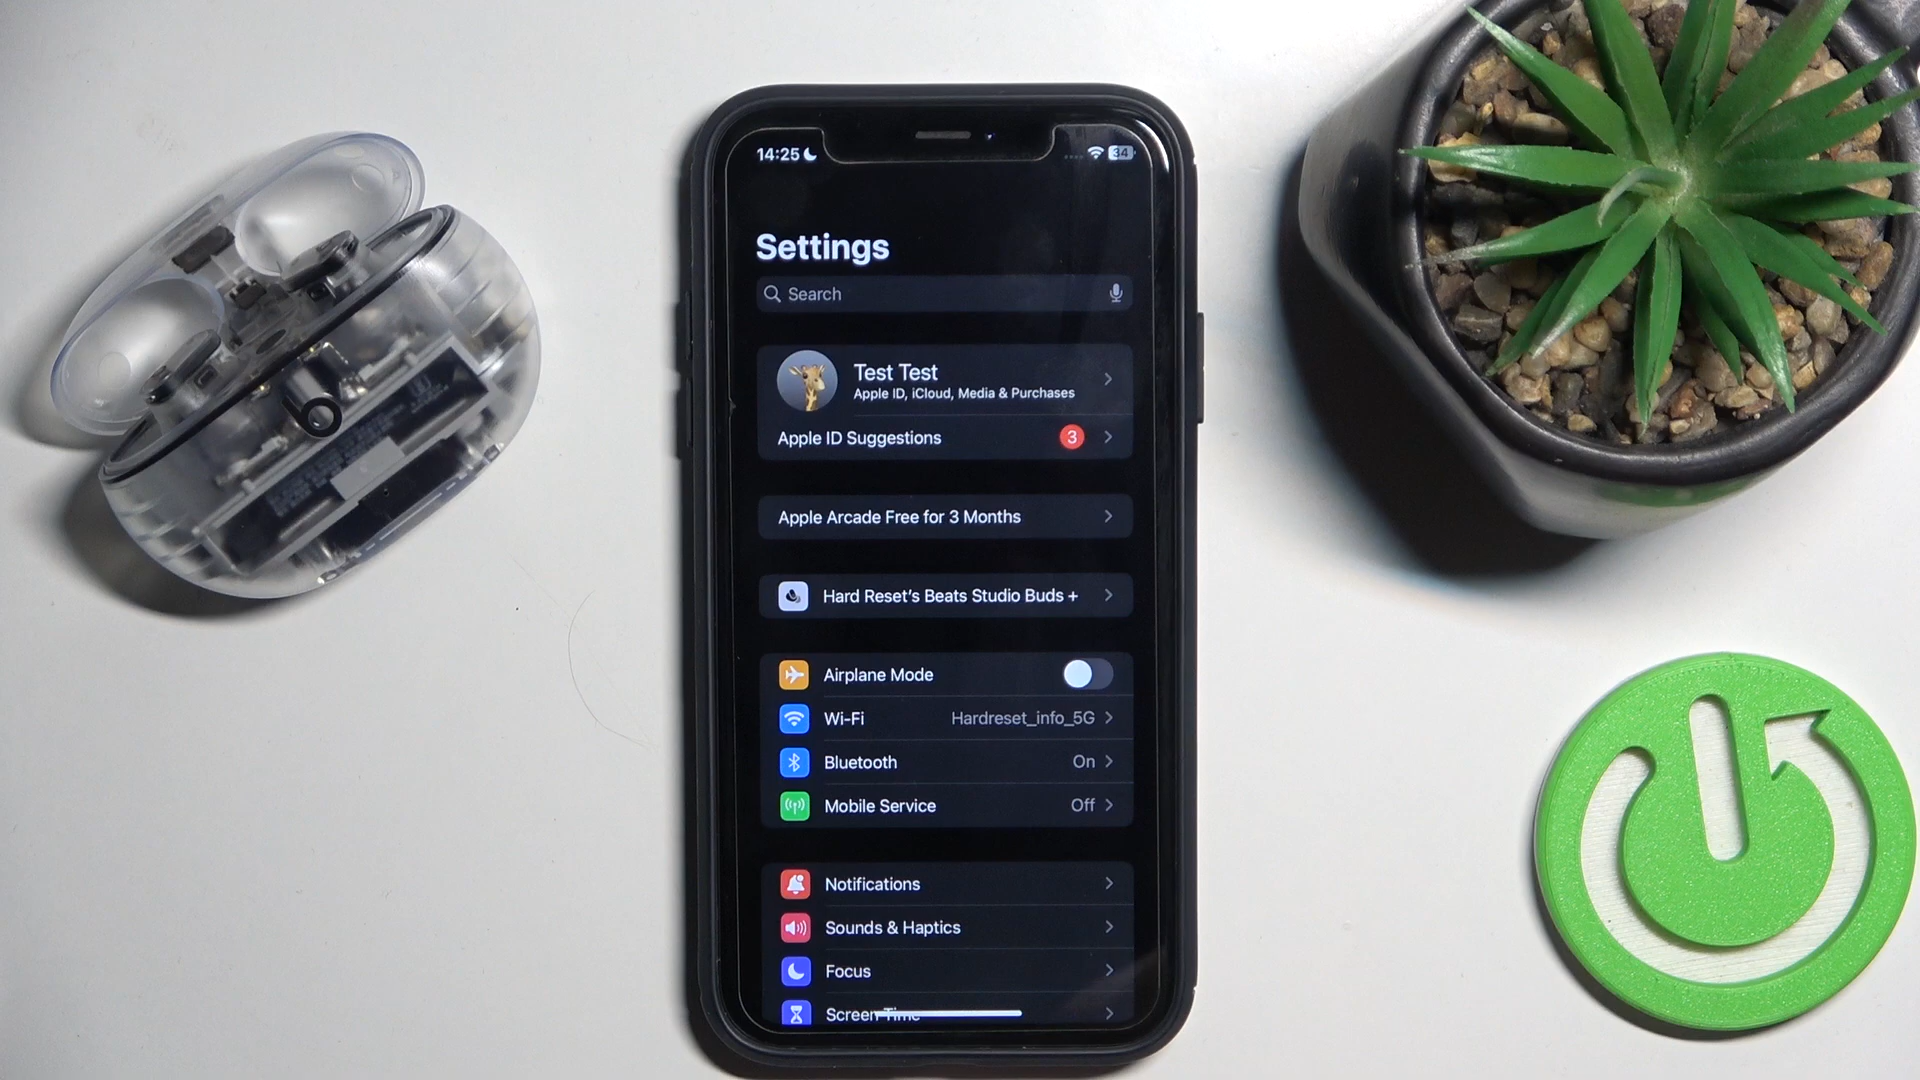 14:25
34
Settings
Search
Test Test
Apple ID, iCloud, Media & Purchases
Apple ID Suggestions 3
Apple Arcade Free for 3 Months
Hard Reset's Beats Studio Buds +
Airplane Mode
Wi-Fi Hardreset_info_5G
Bluetooth On
Mobile Service Off
Notifications
Sounds & Haptics
Focus
Screen Time
b